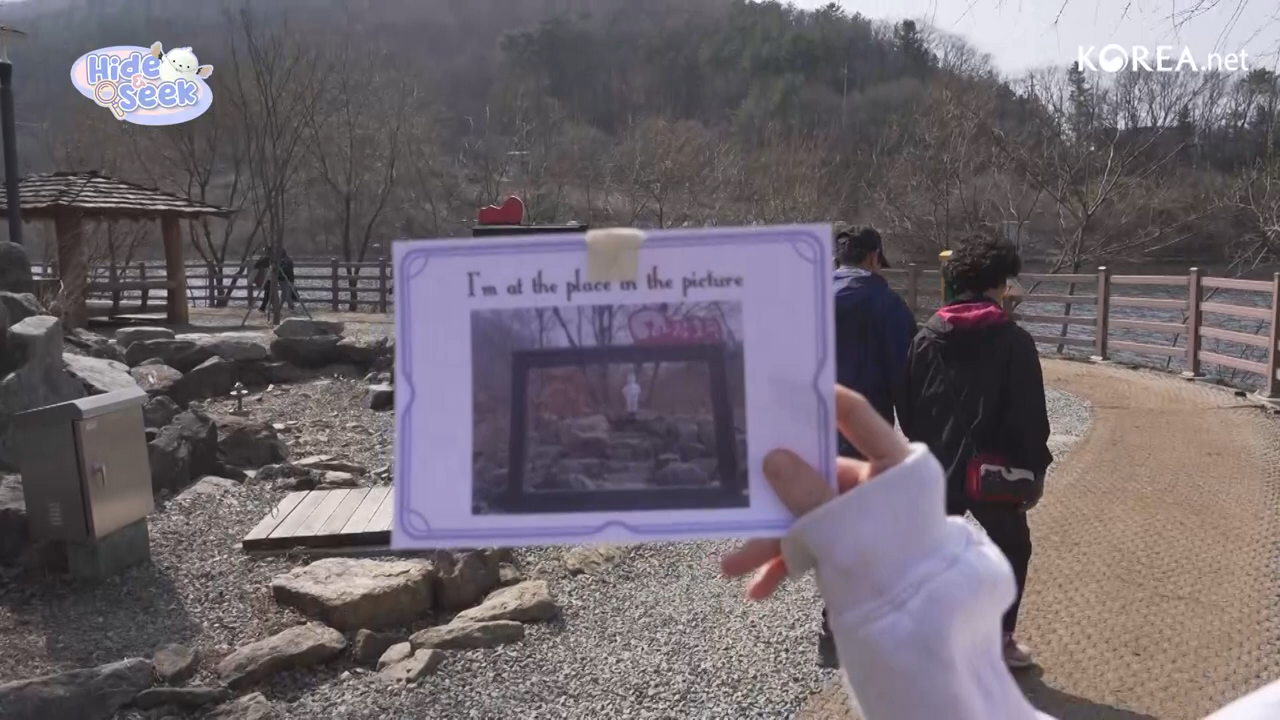 Hide
&
Seek
KOREA.net
I'm at the place in the picture